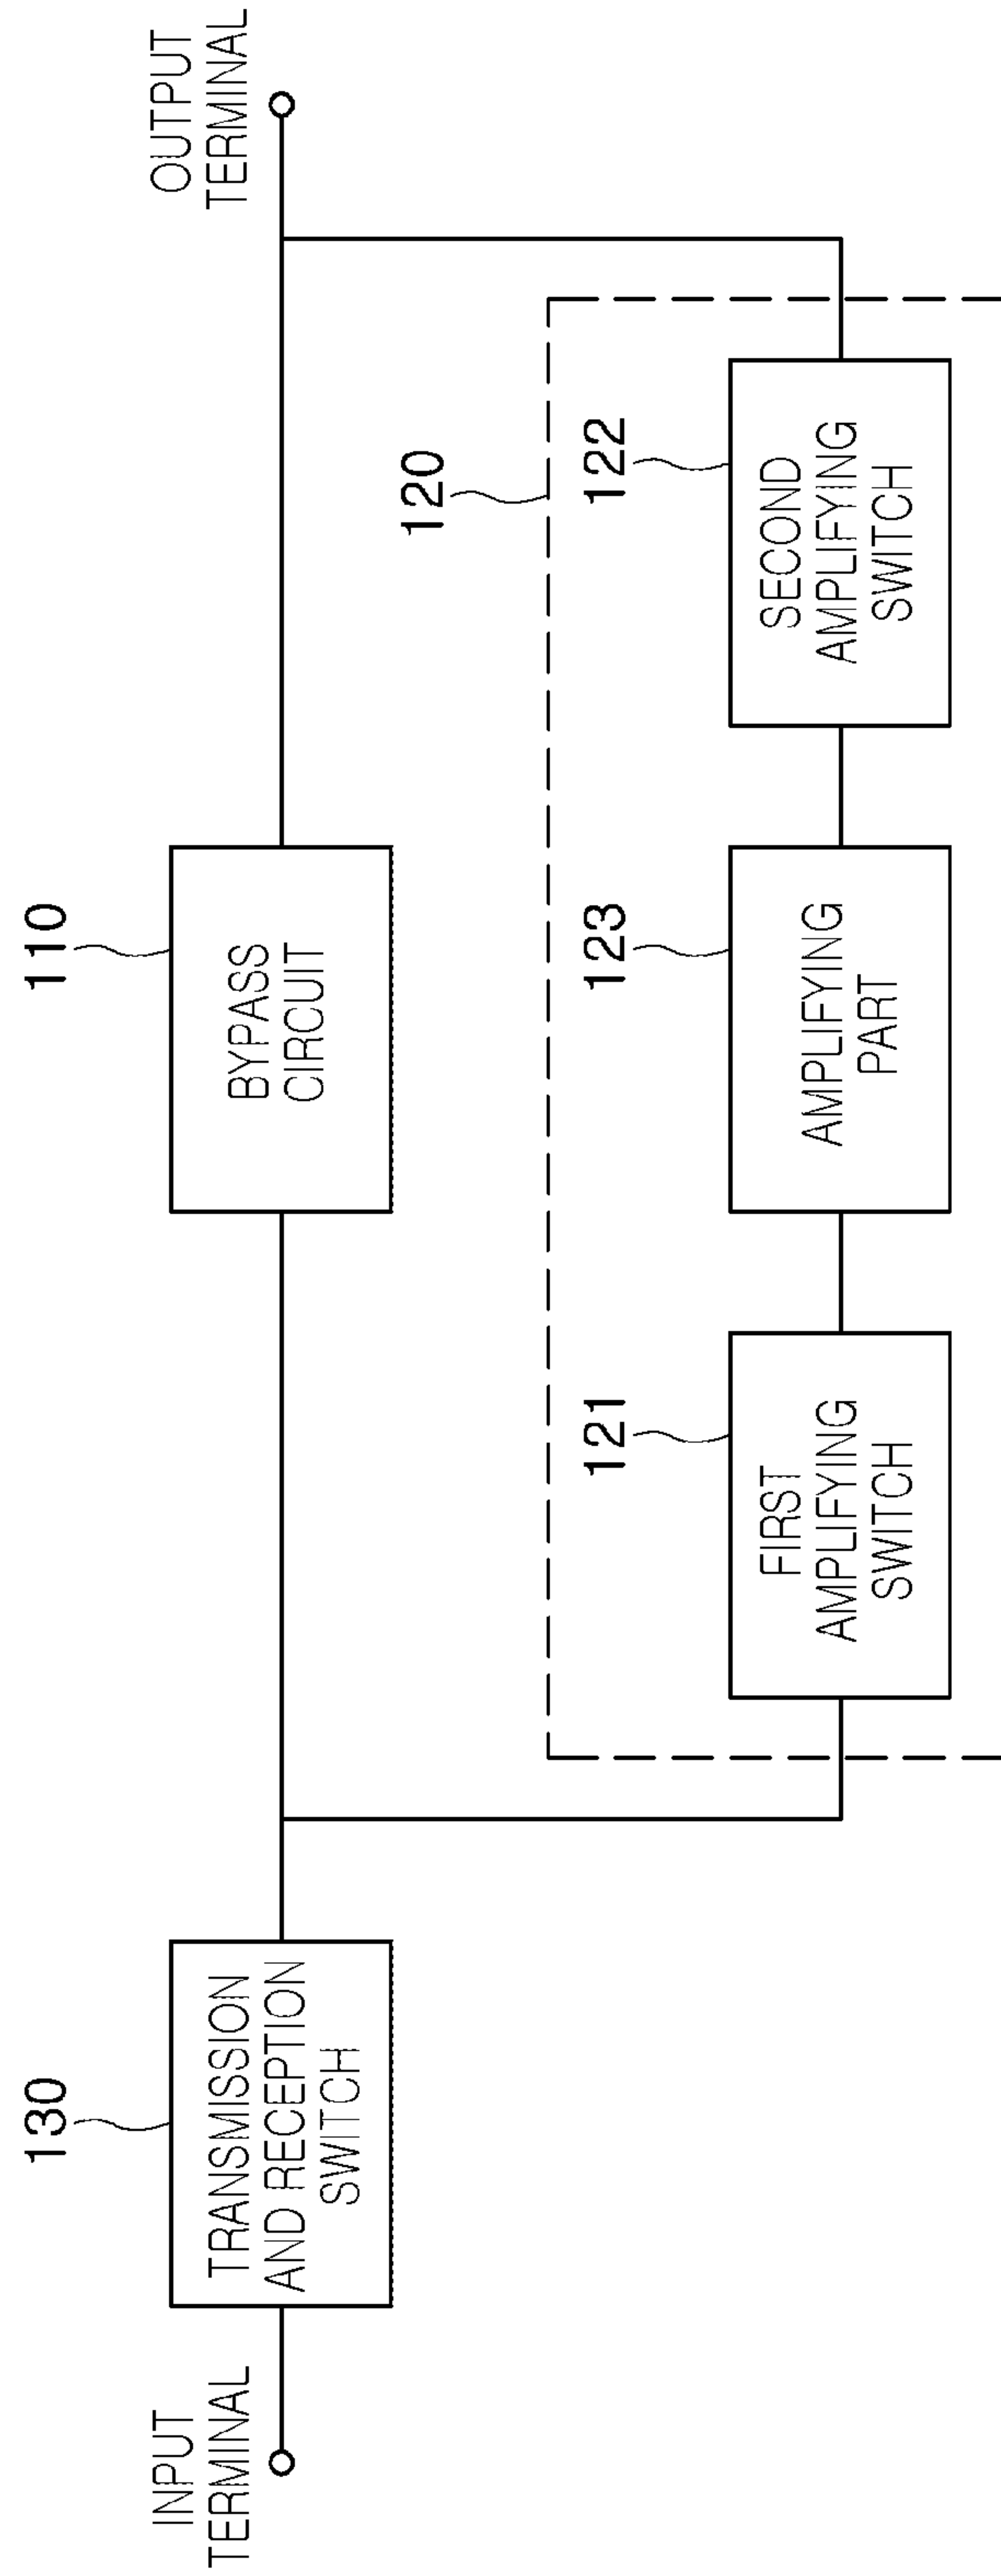 130
110
INPUT
TERMINAL
TRANSMISSION
AND RECEPTION
SWITCH
BYPASS
CIRCUIT
OUTPUT
TERMINAL
120
121
123
122
FIRST
AMPLIFYING
SWITCH
AMPLIFYING
PART
SECOND
AMPLIFYING
SWITCH